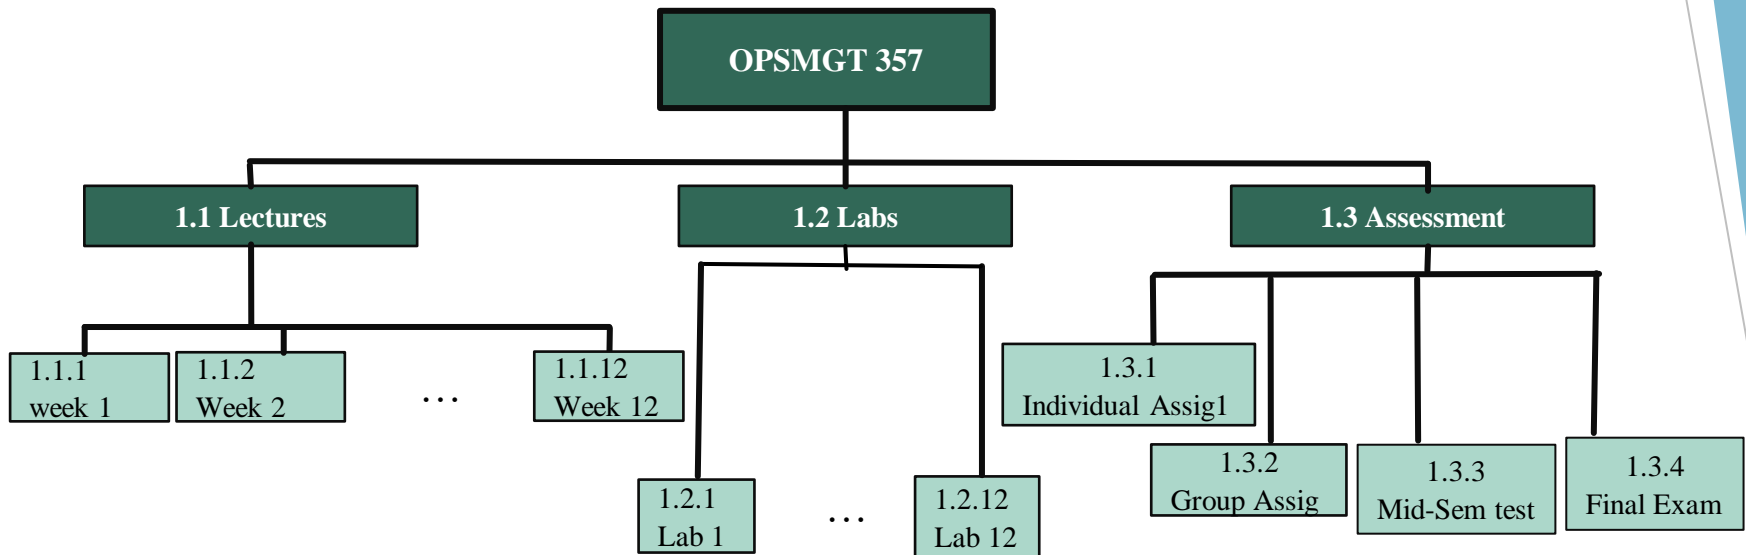 OPSMGT 357
1.1 Lectures
1.2 Labs
1.3 Assessment
1.1.1
week 1
1.1.2
Week 2
…
1.1.12
Week 12
1.2.1
Lab 1
…
1.2.12
Lab 12
1.3.1
Individual Assig1
1.3.2
Group Assig
1.3.3
Mid-Sem test
1.3.4
Final Exam